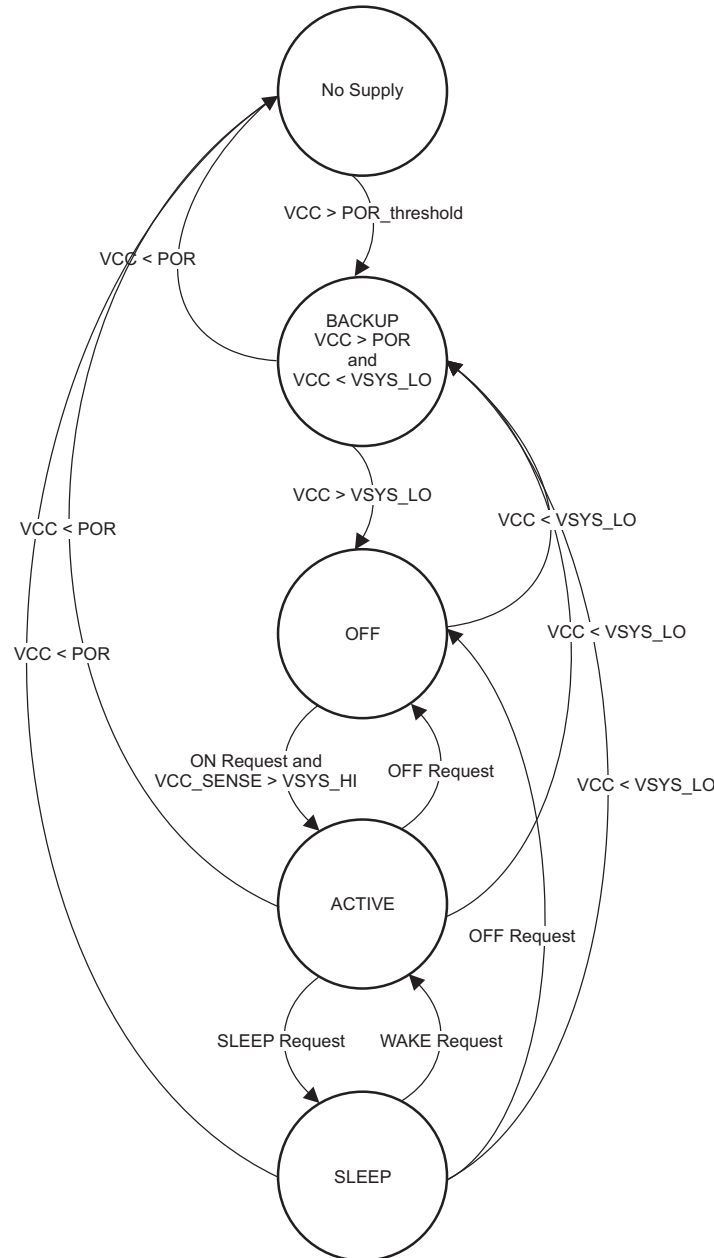 No Supply
VCC > POR_threshold
VCC < POR
BACKUP
VCC > POR
and
VCC < VSYS_LO
VCC > VSYS_LO
VCC < VSYS_LO
VCC < POR
OFF
VCC < VSYS_LO
VCC < POR
ON Request and
VCC_SENSE > VSYS_HI
OFF Request
VCC < VSYS_LO
ACTIVE
OFF Request
SLEEP Request
WAKE Request
SLEEP